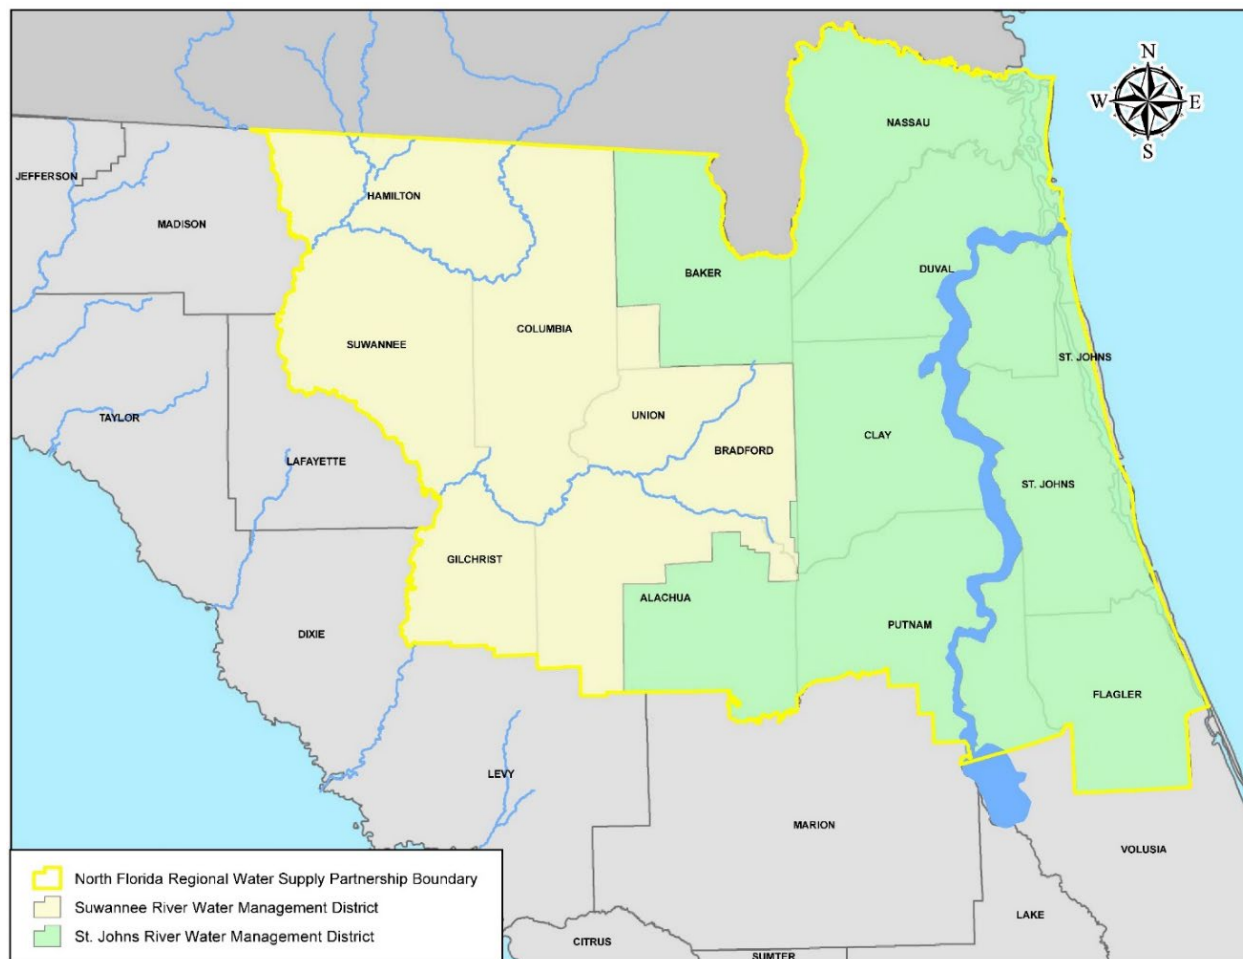 N
W E
S
NASSAU
JEFFERSON
HAMILTON
MADISON
BAKER
DUVAL
COLUMBIA
SUWANNEE
ST. JOHNS
TAYLOR
UNION
CLAY
BRADFORD
LAFAYETTE
ST. JOHNS
GILCHRIST
ALACHUA
DIXIE
PUTNAM
FLAGLER
LEVY
MARION
VOLUSIA
North Florida Regional Water Supply Partnership Boundary
Suwannee River Water Management District
St. Johns River Water Management District
LAKE
CITRUS
SUMTER